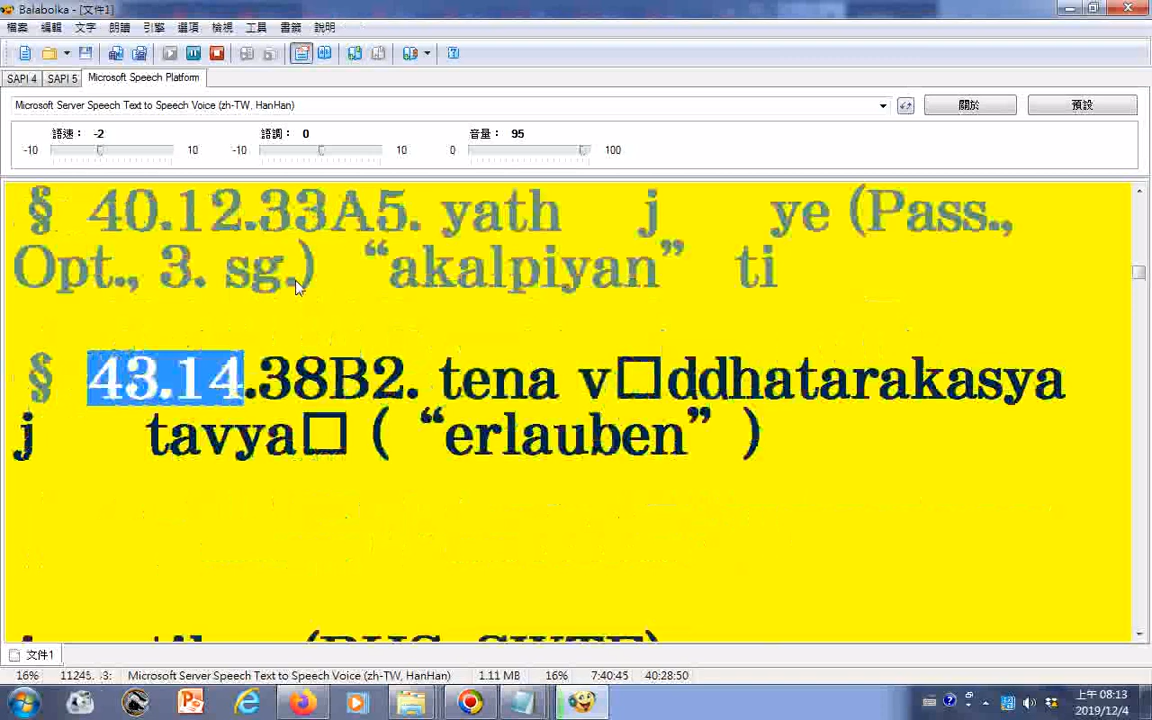 Balabolka - [文件1]
檔案 編輯 文字 朗讀 引擎 選項 檢視 工具 書籤 說明
SAPI 4 SAPI 5 Microsoft Speech Platform
Microsoft Server Speech Text to Speech Voice (zh-TW, HanHan) 關於 預設
語速： -2 語調： 0 音量： 95
-10 10 -10 10 0 100
§ 40.12.33A5. yath j ye (Pass.,
Opt., 3. sg.) “akalpiyan” ti
§ 43.14.38B2. tena v□ddhatarakasya
j tavya□ (“erlauben”)
文件1
16% 11245. :3: Microsoft Server Speech Text to Speech Voice (zh-TW, HanHan) 1.11 MB 16% 7:40:45 40:28:50
上午 08:13
2019/12/4